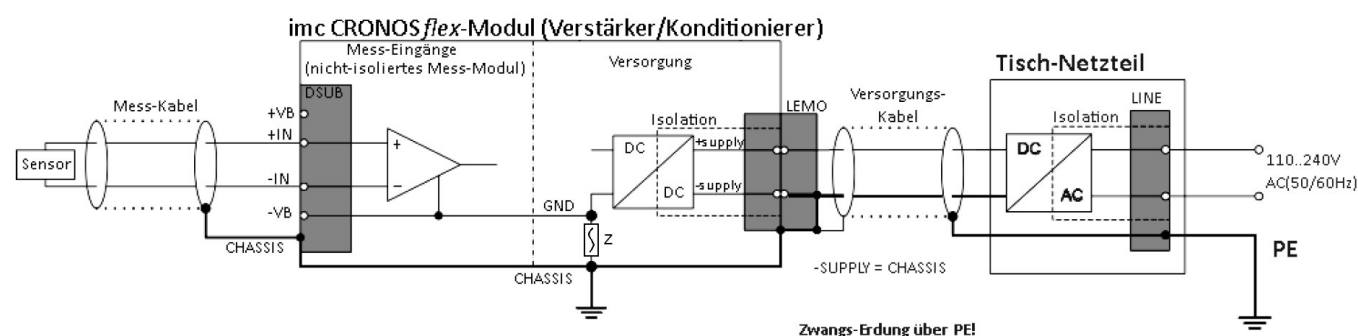 imc CRONOSflex-Modul (Verstärker/Konditionierer)
Mess-Eingänge
(nicht-isoliertes Mess-Modul)
Versorgung
Tisch-Netzteil
Mess-Kabel
DSUB
LEMO
Versorgungs-
Kabel
LINE
+VB
+IN
-IN
-VB
Sensor
CHASSIS
+
−
Isolation
DC
DC
+supply
-supply
GND
Z
CHASSIS
Isolation
DC
AC
110..240V
AC(50/60Hz)
PE
-SUPPLY = CHASSIS
Zwangs-Erdung über PE!